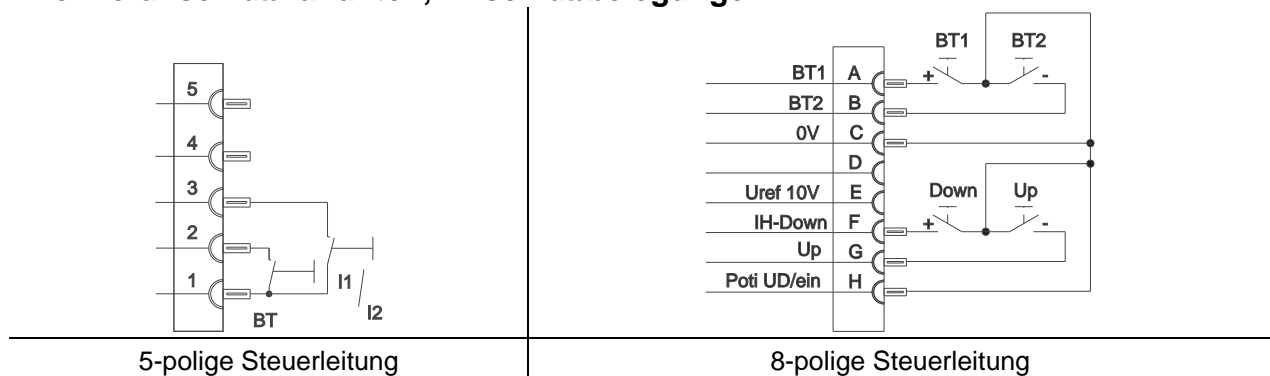 5
4
3
2
1
BT
I1
I2
5-polige Steuerleitung
BT1 BT2
BT1 A + -
BT2 B
0V C
D
Uref 10V E Down Up
IH-Down F + -
Up G
Poti UD/ein H
8-polige Steuerleitung